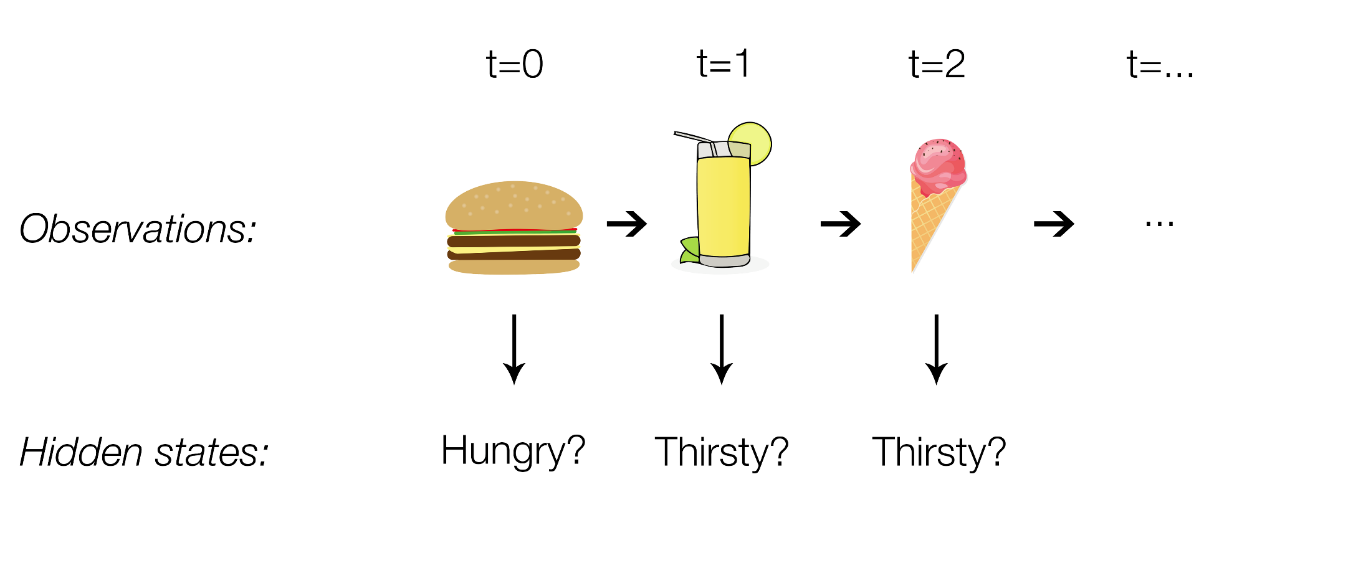 t=0 t=1 t=2 t=...
Observations: ...
Hidden states: Hungry? Thirsty? Thirsty?